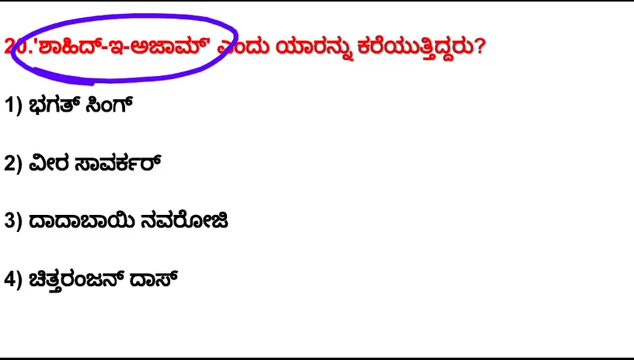 20.'ಶಾಹಿದ್-ಇ-ಅಜಾಮ್' ಎಂದು ಯಾರನ್ನು ಕರೆಯುತ್ತಿದ್ದರು?
1) ಭಗತ್ ಸಿಂಗ್
2) ವೀರ ಸಾವರ್ಕರ್
3) ದಾದಾಬಾಯಿ ನವರೋಜಿ
4) ಚಿತ್ತರಂಜನ್ ದಾಸ್